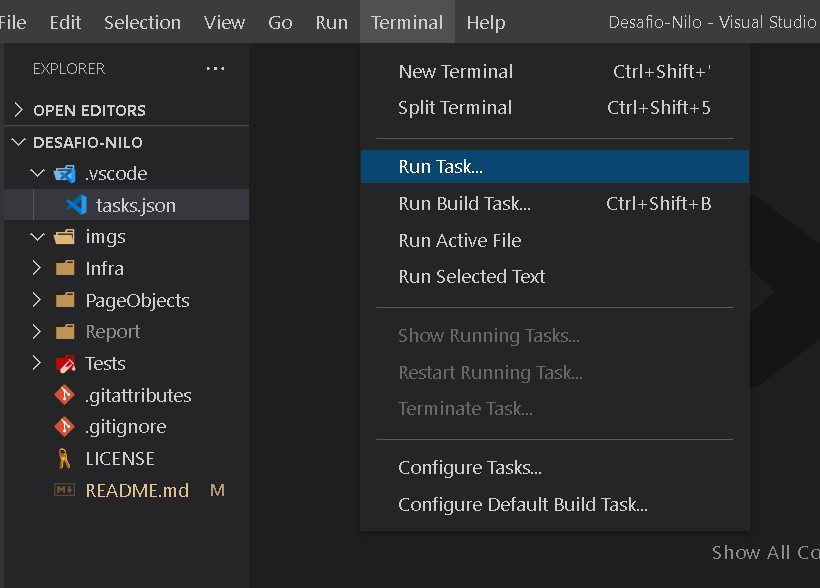 File Edit Selection View Go Run Terminal Help Desafio-Nilo - Visual Studio
EXPLORER ...
OPEN EDITORS
DESAFIO-NILO
.vscode
tasks.json
imgs
Infra
PageObjects
Report
Tests
.gitattributes
.gitignore
LICENSE
README.md M
New Terminal Ctrl+Shift+'
Split Terminal Ctrl+Shift+5
Run Task...
Run Build Task... Ctrl+Shift+B
Run Active File
Run Selected Text
Show Running Tasks...
Restart Running Task...
Terminate Task...
Configure Tasks...
Configure Default Build Task...
Show All Co